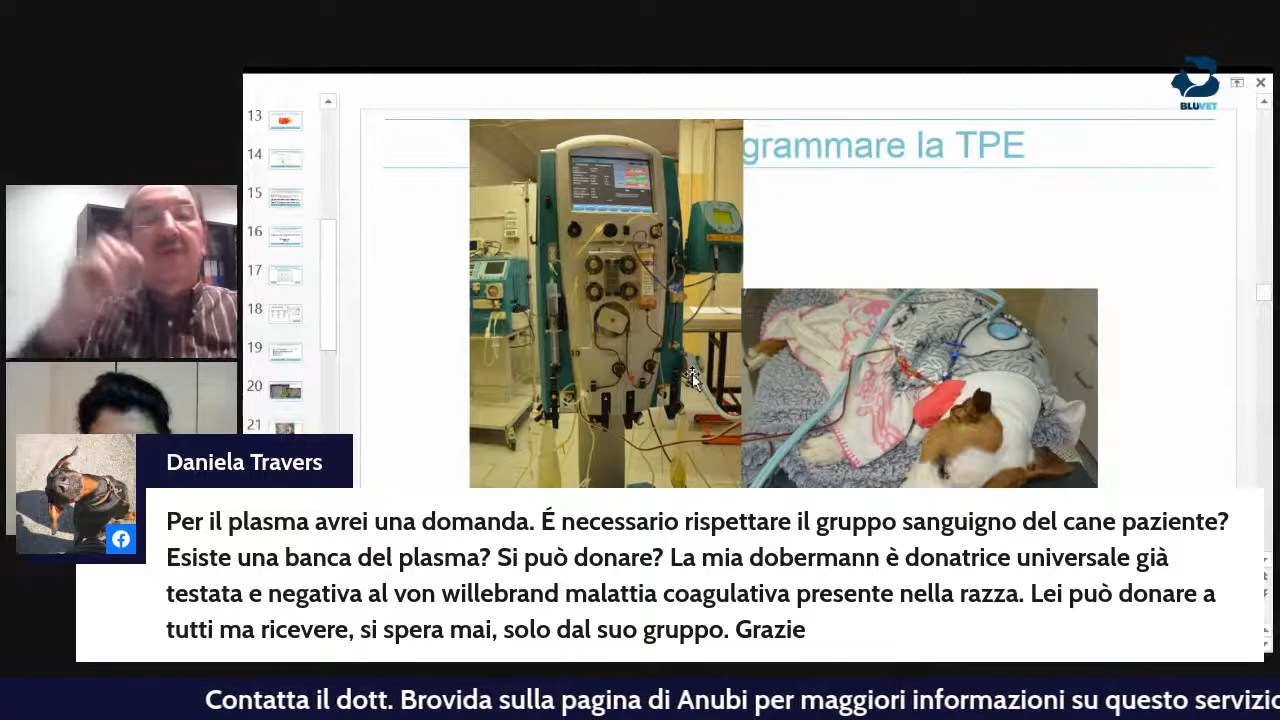 BLUVET
13
14
15
16
17
18
19
20
21
grammare la TPE
Daniela Travers
Per il plasma avrei una domanda. É necessario rispettare il gruppo sanguigno del cane paziente?
Esiste una banca del plasma? Si può donare? La mia dobermann è donatrice universale già
testata e negativa al von willebrand malattia coagulativa presente nella razza. Lei può donare a
tutti ma ricevere, si spera mai, solo dal suo gruppo. Grazie
Contatta il dott. Brovida sulla pagina di Anubi per maggiori informazioni su questo servizio